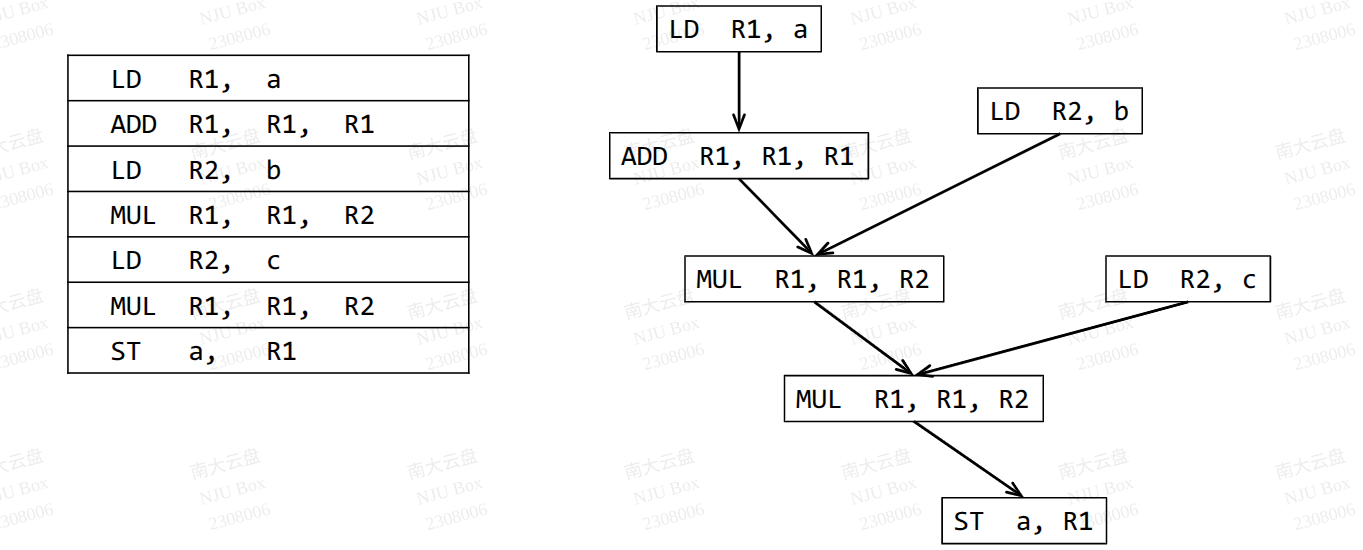 LD R1, a
ADD R1, R1, R1
LD R2, b
MUL R1, R1, R2
LD R2, c
MUL R1, R1, R2
ST a, R1
LD R1, a
LD R2, b
ADD R1, R1, R1
MUL R1, R1, R2
LD R2, c
MUL R1, R1, R2
ST a, R1
南大云盘
NJU Box
2308006